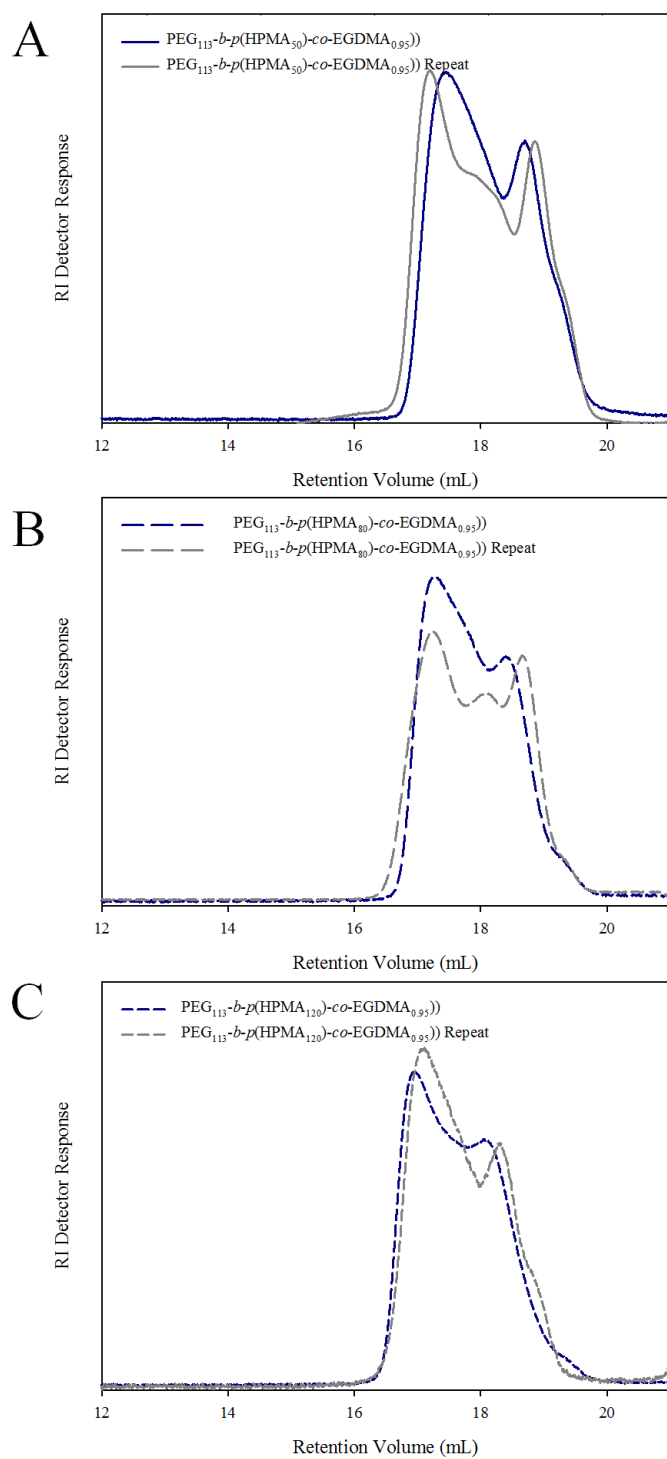 A
PEG113-b-p(HPMA50)-co-EGDMA0.95))
PEG113-b-p(HPMA50)-co-EGDMA0.95)) Repeat
RI Detector Response
12 14 16 18 20
Retention Volume (mL)
B
PEG113-b-p(HPMA80)-co-EGDMA0.95))
PEG113-b-p(HPMA80)-co-EGDMA0.95)) Repeat
RI Detector Response
12 14 16 18 20
Retention Volume (mL)
C
PEG113-b-p(HPMA120)-co-EGDMA0.95))
PEG113-b-p(HPMA120)-co-EGDMA0.95)) Repeat
RI Detector Response
12 14 16 18 20
Retention Volume (mL)